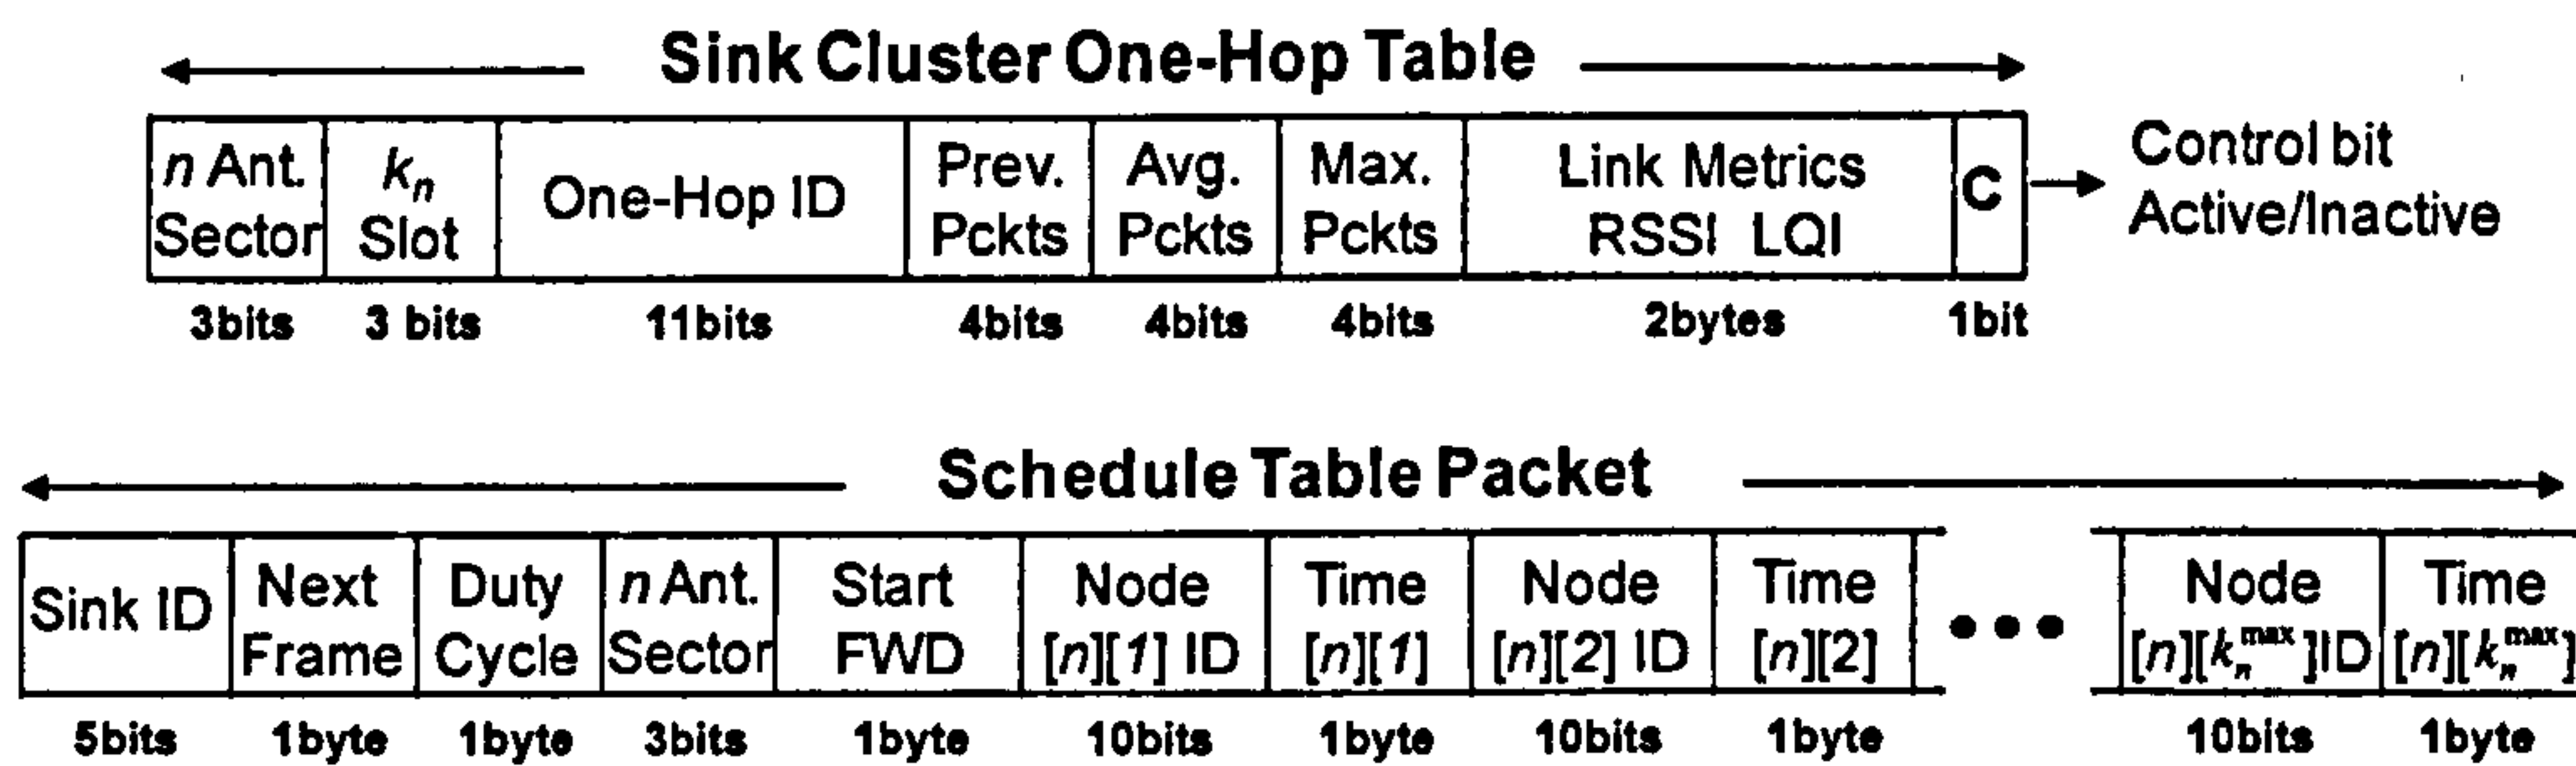 Sink Cluster One-Hop Table
n Ant. Sector
k_n Slot
One-Hop ID
Prev. Pckts
Avg. Pckts
Max. Pckts
Link Metrics
RSSI LQI
C
Control bit
Active/Inactive
3bits 3 bits 11bits 4bits 4bits 4bits 2bytes 1bit
Schedule Table Packet
Sink ID
Next Frame
Duty Cycle
n Ant. Sector
Start FWD
Node [n][1] ID
Time [n][1]
Node [n][2] ID
Time [n][2]
Node [n][k_n^max]ID
Time [n][k_n^max]
5bits 1byte 1byte 3bits 1byte 10bits 1byte 10bits 1byte 10bits 1byte